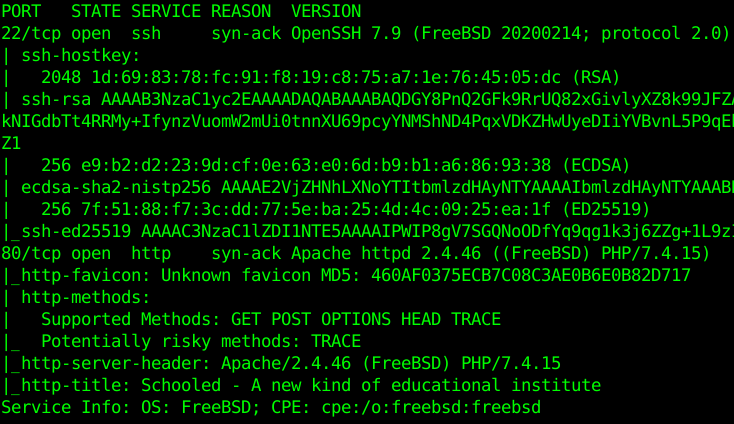 PORT   STATE SERVICE REASON  VERSION
22/tcp open  ssh     syn-ack OpenSSH 7.9 (FreeBSD 20200214; protocol 2.0)
| ssh-hostkey:
|   2048 1d:69:83:78:fc:91:f8:19:c8:75:a7:1e:76:45:05:dc (RSA)
| ssh-rsa AAAAB3NzaC1yc2EAAAADAQABAAABAQDGY8PnQ2GFk9RrUQ82xGivlyXZ8k99JFZA
kNIGdbTt4RRMy+IfynzVuomW2mUi0tnnXU69pcyYNMShND4PqxVDKZHwUyeDIiYVBvnL5P9qE
Z1
|   256 e9:b2:d2:23:9d:cf:0e:63:e0:6d:b9:b1:a6:86:93:38 (ECDSA)
| ecdsa-sha2-nistp256 AAAAE2VjZHNhLXNoYTItbmlzdHAyNTYAAAAIbmlzdHAyNTYAAAB
|   256 7f:51:88:f7:3c:dd:77:5e:ba:25:4d:4c:09:25:ea:1f (ED25519)
|_ssh-ed25519 AAAAC3NzaC1lZDI1NTE5AAAAIPWIP8gV7SGQNoODfYq9qg1k3j6ZZg+1L9z
80/tcp open  http    syn-ack Apache httpd 2.4.46 ((FreeBSD) PHP/7.4.15)
|_http-favicon: Unknown favicon MD5: 460AF0375ECB7C08C3AE0B6E0B82D717
| http-methods:
|   Supported Methods: GET POST OPTIONS HEAD TRACE
|_  Potentially risky methods: TRACE
|_http-server-header: Apache/2.4.46 (FreeBSD) PHP/7.4.15
|_http-title: Schooled - A new kind of educational institute
Service Info: OS: FreeBSD; CPE: cpe:/o:freebsd:freebsd